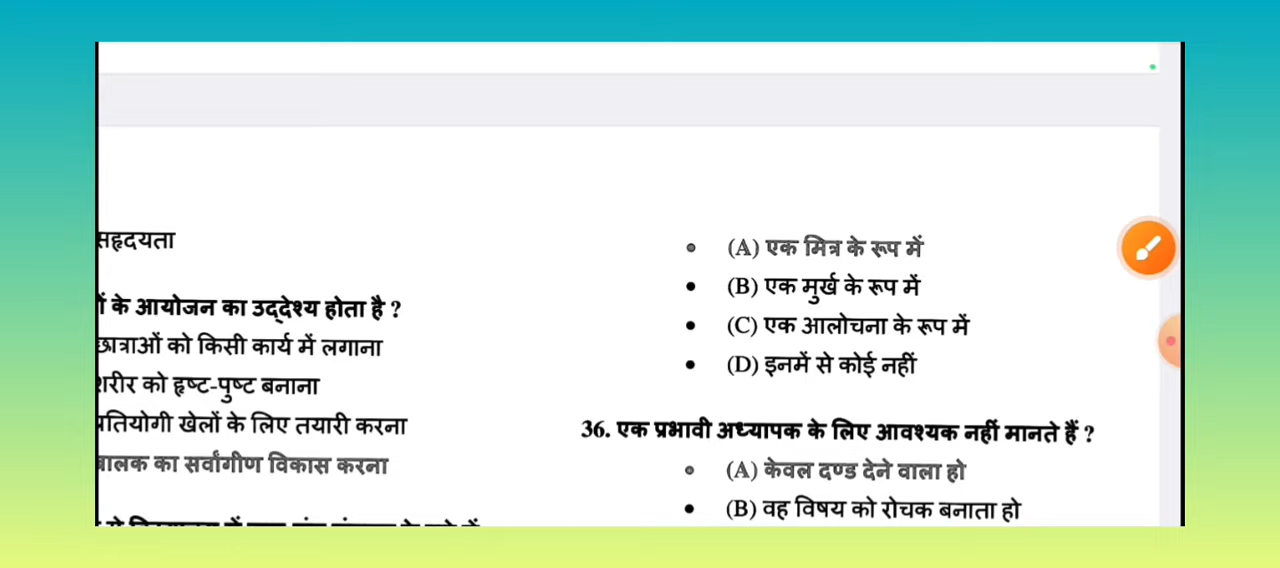 सहृदयता
के आयोजन का उद्देश्य होता है ?
छात्राओं को किसी कार्य में लगाना
शरीर को हृष्ट-पुष्ट बनाना
प्रतियोगी खेलों के लिए तयारी करना
बालक का सर्वांगीण विकास करना
(A) एक मित्र के रूप में
(B) एक मुर्ख के रूप में
(C) एक आलोचना के रूप में
(D) इनमें से कोई नहीं
36. एक प्रभावी अध्यापक के लिए आवश्यक नहीं मानते हैं ?
(A) केवल दण्ड देने वाला हो
(B) वह विषय को रोचक बनाता हो